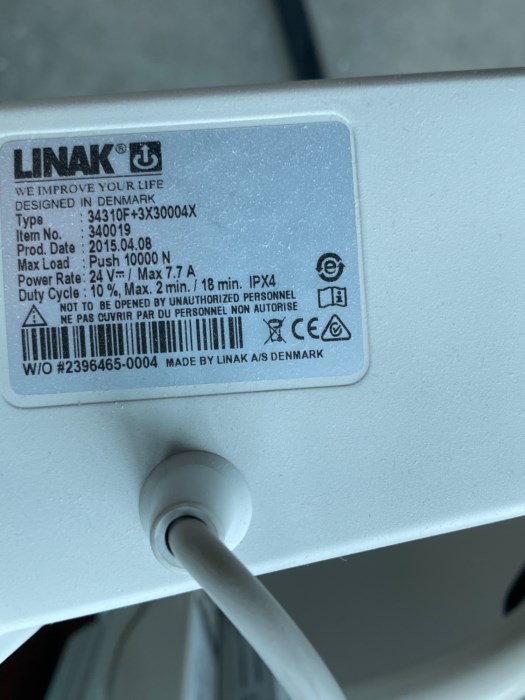 LINAK®
WE IMPROVE YOUR LIFE
DESIGNED IN DENMARK
Type : 34310F+3X30004X
Item No. : 340019
Prod. Date : 2015.04.08
Max Load : Push 10000 N
Power Rate : 24 V⎓ / Max 7.7 A
Duty Cycle : 10 %, Max. 2 min. / 18 min. IPX4
NOT TO BE OPENED BY UNAUTHORIZED PERSONNEL
NE PAS OUVRIR PAR DU PERSONNEL NON AUTORISE
CE
W/O #2396465-0004 MADE BY LINAK A/S DENMARK